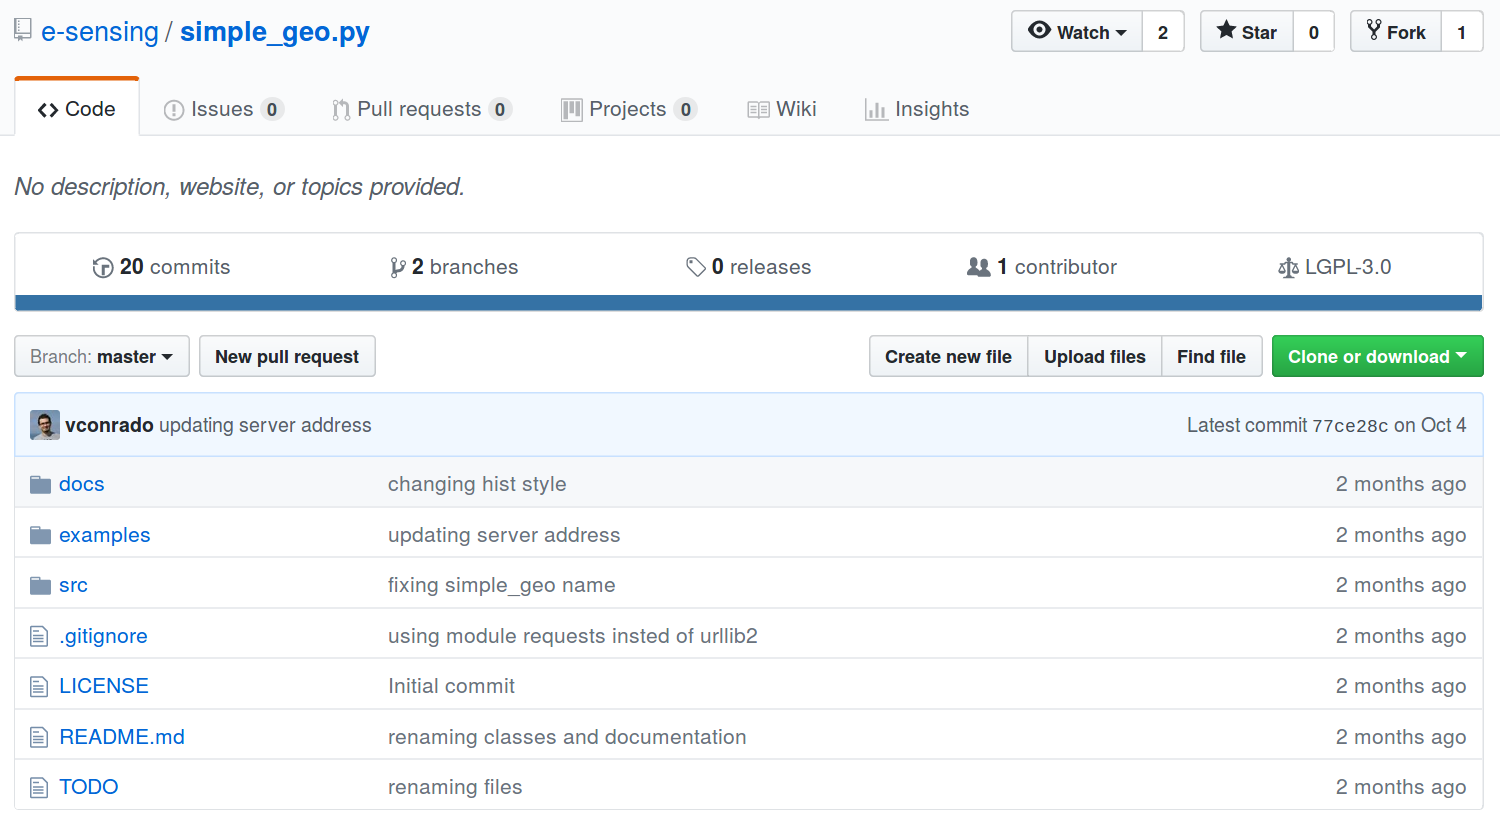 e-sensing / simple_geo.py
Watch 2
Star 0
Fork 1
Code
Issues 0
Pull requests 0
Projects 0
Wiki
Insights
No description, website, or topics provided.
20 commits
2 branches
0 releases
1 contributor
LGPL-3.0
Branch: master
New pull request
Create new file
Upload files
Find file
Clone or download
vconrado updating server address
Latest commit 77ce28c on Oct 4
docs changing hist style 2 months ago
examples updating server address 2 months ago
src fixing simple_geo name 2 months ago
.gitignore using module requests insted of urllib2 2 months ago
LICENSE Initial commit 2 months ago
README.md renaming classes and documentation 2 months ago
TODO renaming files 2 months ago